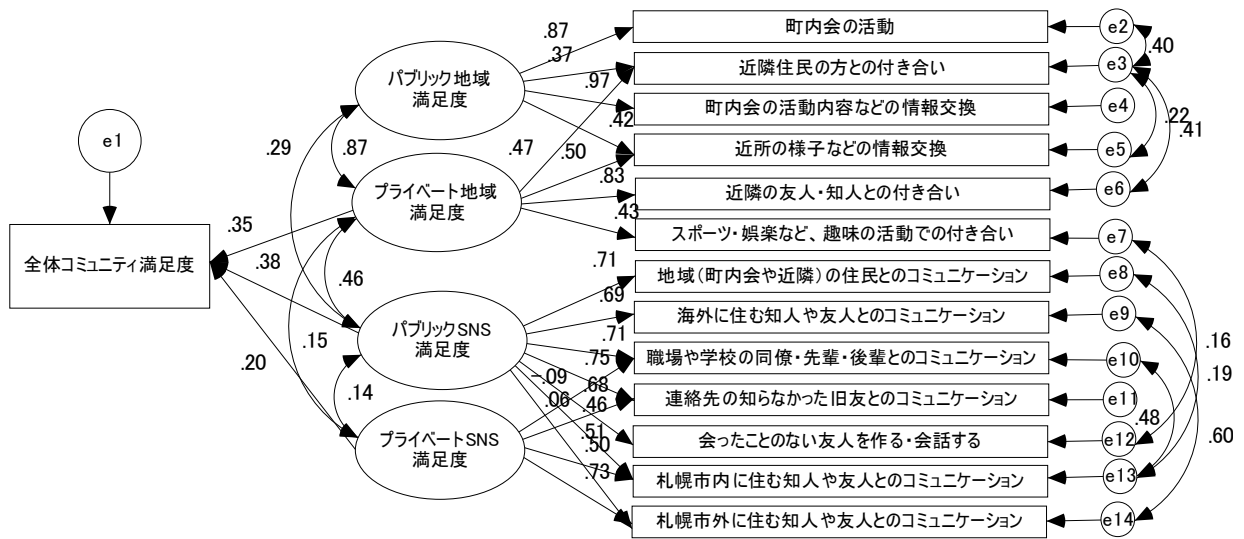 e1
全体コミュニティ満足度
パブリック地域
満足度
プライベート地域
満足度
パブリックSNS
満足度
プライベートSNS
満足度
.29
.87
.46
.15
.14
.35
.38
.20
.87
.37
.97
.42
.47
.50
.83
.43
.71
.69
.71
.75
-.09
.68
.06
.46
.51
.50
.73
町内会の活動
近隣住民の方との付き合い
町内会の活動内容などの情報交換
近所の様子などの情報交換
近隣の友人・知人との付き合い
スポーツ・娯楽など、趣味の活動での付き合い
地域(町内会や近隣)の住民とのコミュニケーション
海外に住む知人や友人とのコミュニケーション
職場や学校の同僚・先輩・後輩とのコミュニケーション
連絡先の知らなかった旧友とのコミュニケーション
会ったことのない友人を作る・会話する
札幌市内に住む知人や友人とのコミュニケーション
札幌市外に住む知人や友人とのコミュニケーション
e2
e3
e4
e5
e6
e7
e8
e9
e10
e11
e12
e13
e14
.40
.22
.41
.16
.19
.48
.60